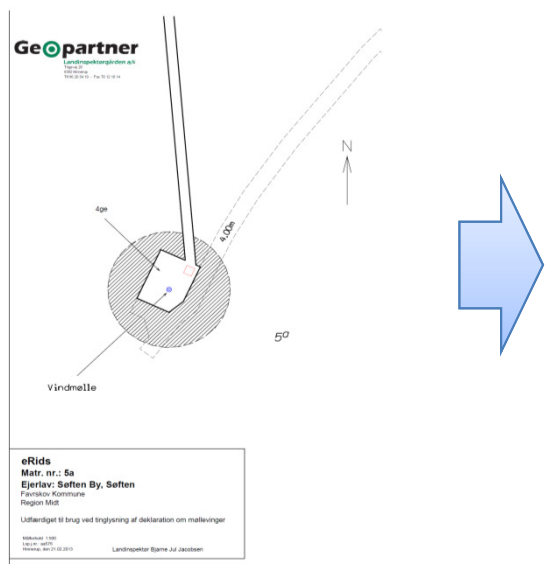 Geopartner
Landinspektørgården a/s
N
4ge
4,00m
5a
Vindmølle
eRids
Matr. nr.: 5a
Ejerlav: Søften By, Søften
Favrskov Kommune
Region Midt
Udfærdiget til brug ved tinglysning af deklaration om møllevinger
Landinspektør Bjarne Jul Jacobsen